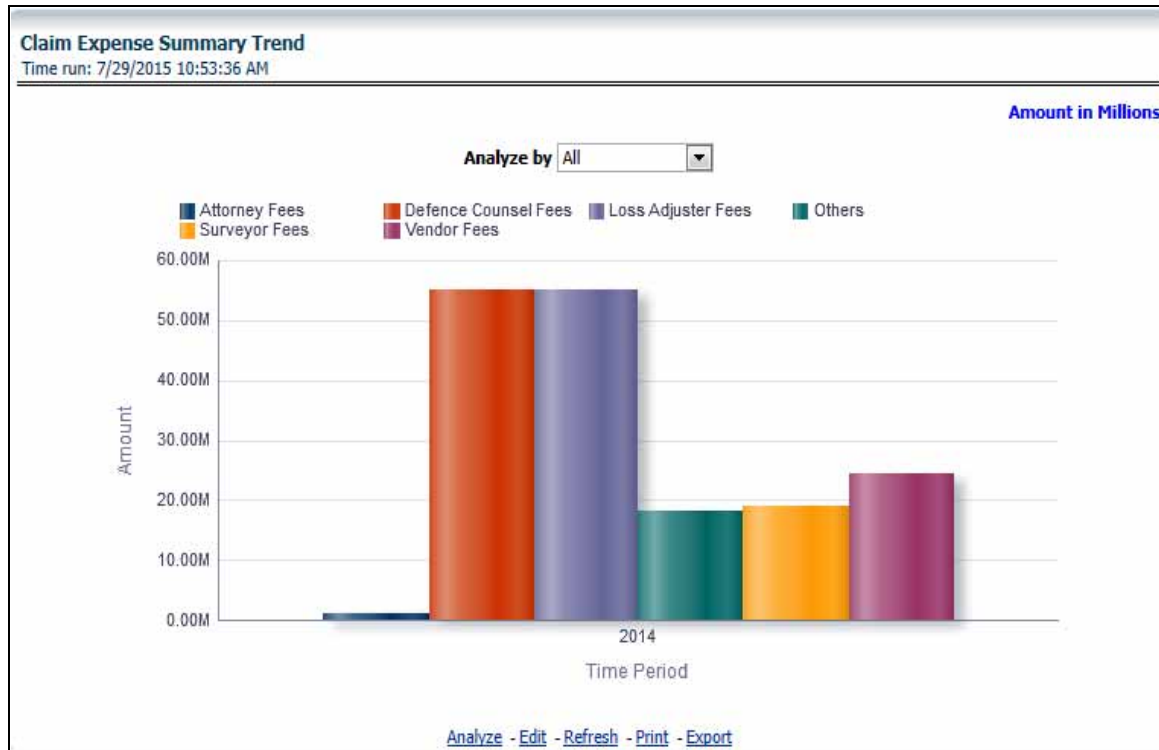 Claim Expense Summary Trend
Time run: 7/29/2015 10:53:36 AM
Amount in Millions
Analyze by All
Attorney Fees Defence Counsel Fees Loss Adjuster Fees Others
Surveyor Fees Vendor Fees
60.00M
50.00M
40.00M
30.00M
20.00M
10.00M
0.00M
Amount
2014
Time Period
Analyze - Edit - Refresh - Print - Export